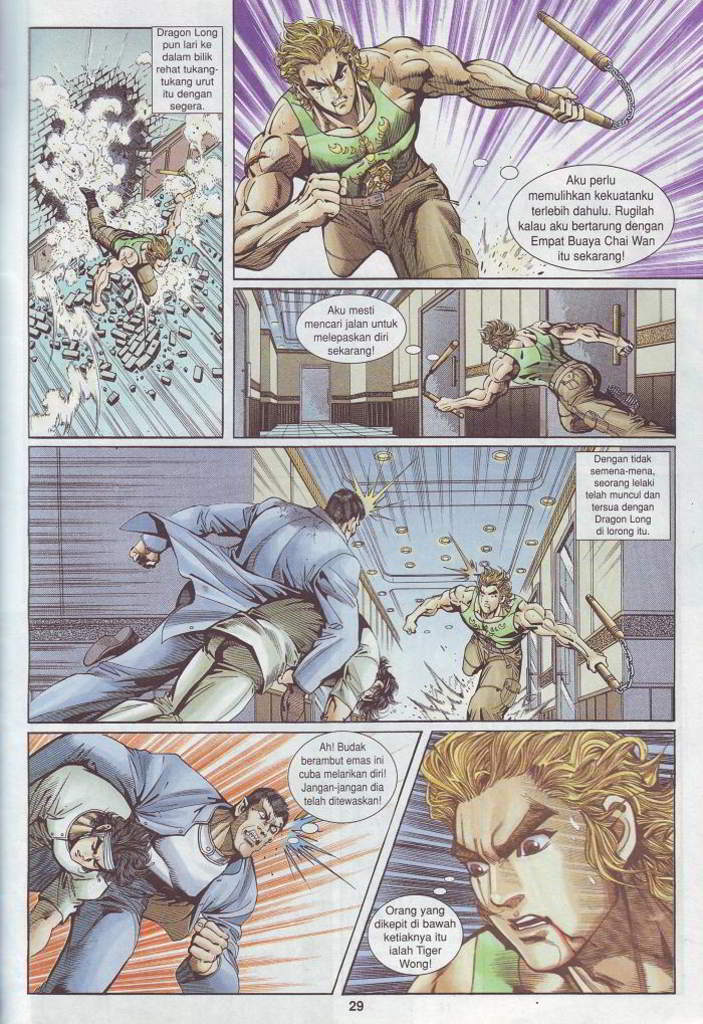 Dragon Long
pun lari ke
dalam bilik
rehat tukang-
tukang urut
itu dengan
segera.
Aku perlu
memulihkan kekuatanku
terlebih dahulu. Rugilah
kalau aku bertarung dengan
Empat Buaya Chai Wan
itu sekarang!
Aku mesti
mencari jalan untuk
melepaskan diri
sekarang!
Dengan tidak
semena-mena,
seorang lelaki
telah muncul dan
tersua dengan
Dragon Long
di lorong itu.
Ah! Budak
berambut emas ini
cuba melarikan diri!
Jangan-jangan dia
telah ditewaskan!
Orang yang
dikepit di bawah
ketiaknya itu
ialah Tiger
Wong!
29